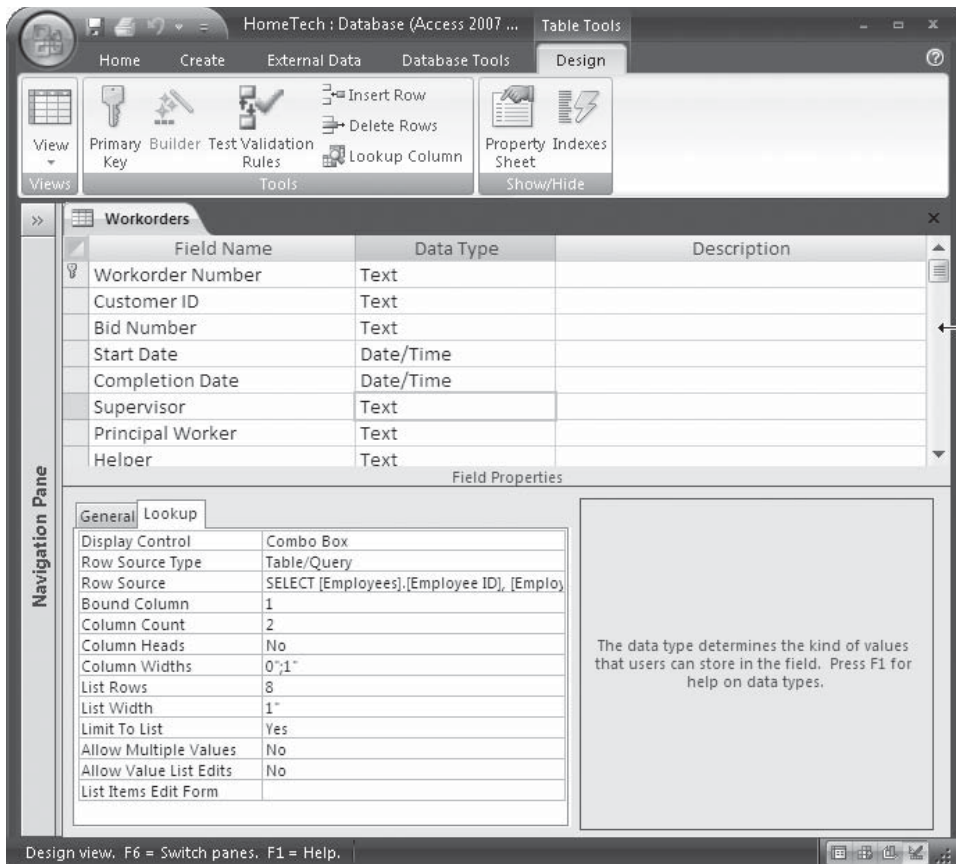 HomeTech : Database (Access 2007 ...
Table Tools
Home Create External Data Database Tools Design
View
Primary Key
Builder
Test Validation Rules
Insert Row
Delete Rows
Lookup Column
Property Sheet
Indexes
Views Tools Show/Hide
Workorders
Field Name Data Type Description
Workorder Number Text
Customer ID Text
Bid Number Text
Start Date Date/Time
Completion Date Date/Time
Supervisor Text
Principal Worker Text
Helper Text
Field Properties
Navigation Pane
General Lookup
Display Control Combo Box
Row Source Type Table/Query
Row Source SELECT [Employees].[Employee ID], [Employ
Bound Column 1
Column Count 2
Column Heads No
Column Widths 0";1"
List Rows 8
List Width 1"
Limit To List Yes
Allow Multiple Values No
Allow Value List Edits No
List Items Edit Form
The data type determines the kind of values
that users can store in the field. Press F1 for
help on data types.
Design view. F6 = Switch panes. F1 = Help.